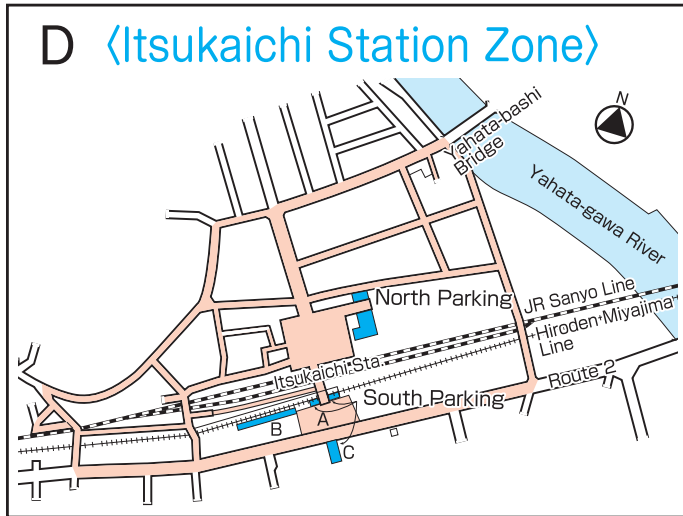 D 〈Itsukaichi Station Zone〉
N
Yahata-bashi
Bridge
Yahata-gawa River
North Parking
JR Sanyo Line
Hiroden・Miyajima
Line
Itsukaichi Sta
Route 2
South Parking
A
B
C